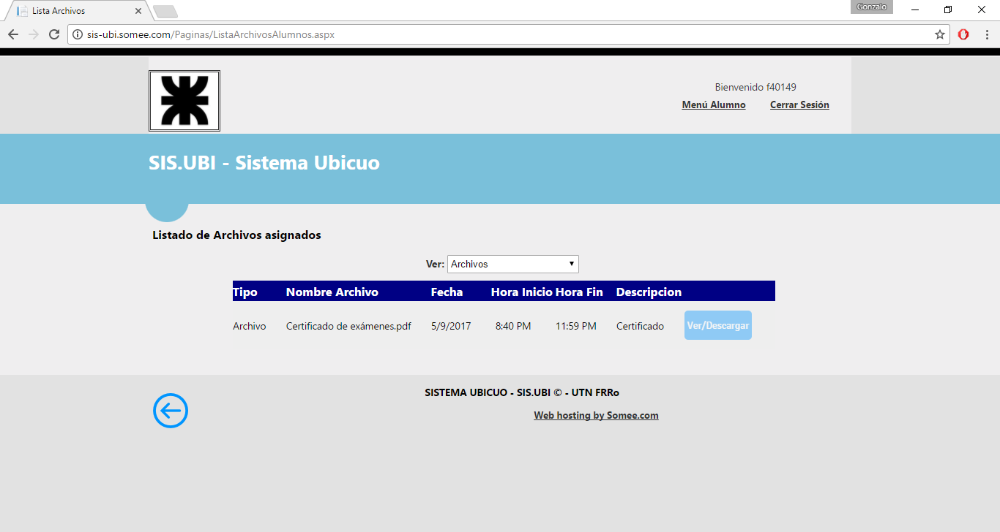 Lista Archivos
Gonzalo
sis-ubi.somee.com/Paginas/ListaArchivosAlumnos.aspx
Bienvenido f40149
Menú Alumno Cerrar Sesión
SIS.UBI - Sistema Ubicuo
Listado de Archivos asignados
Ver: Archivos
Tipo Nombre Archivo Fecha Hora Inicio Hora Fin Descripcion
Archivo Certificado de exámenes.pdf 5/9/2017 8:40 PM 11:59 PM Certificado Ver/Descargar
SISTEMA UBICUO - SIS.UBI © - UTN FRRo
Web hosting by Somee.com